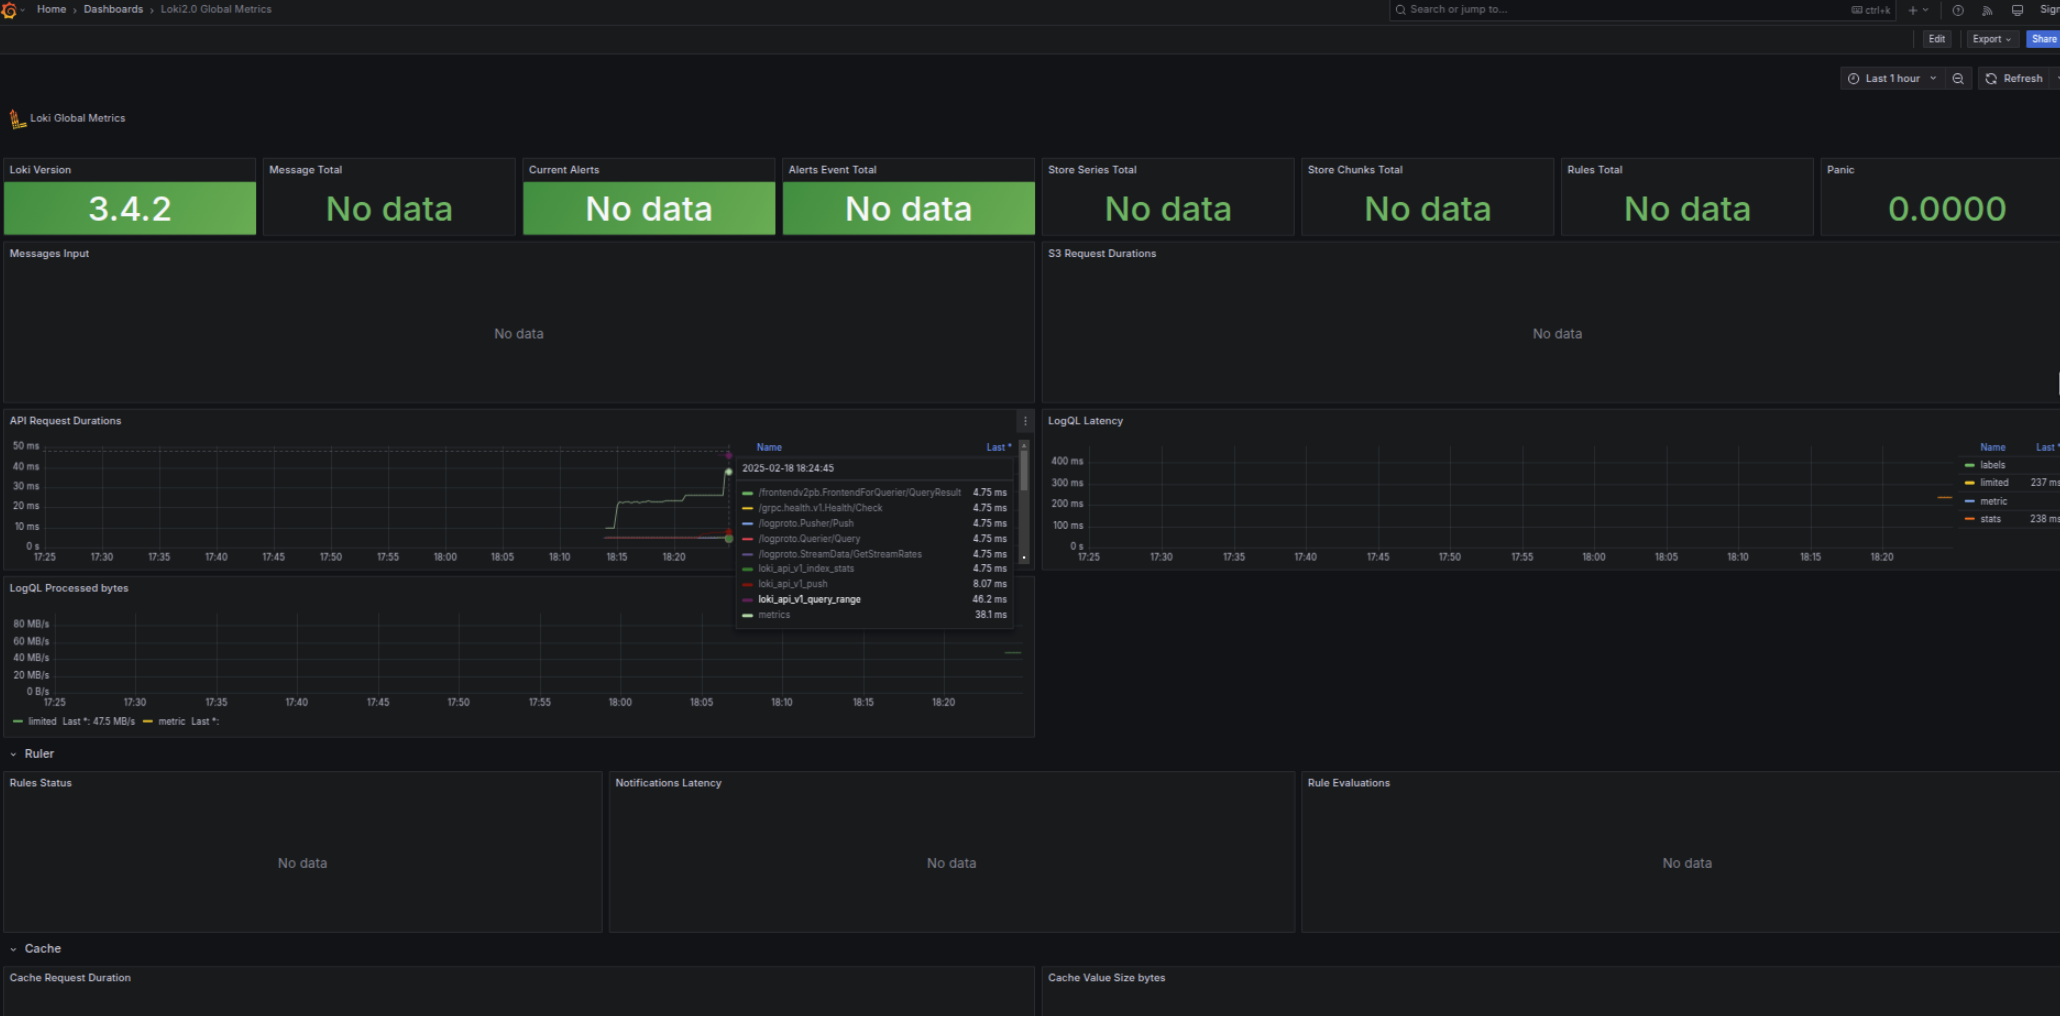 Home › Dashboards › Loki2.0 Global Metrics
Search or jump to...
ctrl+k
Sign
Edit
Export
Share
Last 1 hour
Refresh
Loki Global Metrics
Loki Version
3.4.2
Message Total
No data
Current Alerts
No data
Alerts Event Total
No data
Store Series Total
No data
Store Chunks Total
No data
Rules Total
No data
Panic
0.0000
Messages Input
No data
S3 Request Durations
No data
API Request Durations
50 ms
40 ms
30 ms
20 ms
10 ms
0 s
17:25 17:30 17:35 17:40 17:45 17:50 17:55 18:00 18:05 18:10 18:15 18:20
Name Last *
2025-02-18 18:24:45
/frontendv2pb.FrontendForQuerier/QueryResult 4.75 ms
/grpc.health.v1.Health/Check 4.75 ms
/logproto.Pusher/Push 4.75 ms
/logproto.Querier/Query 4.75 ms
/logproto.StreamData/GetStreamRates 4.75 ms
loki_api_v1_index_stats 4.75 ms
loki_api_v1_push 8.07 ms
loki_api_v1_query_range 46.2 ms
metrics 38.1 ms
LogQL Latency
400 ms
300 ms
200 ms
100 ms
0 s
17:25 17:30 17:35 17:40 17:45 17:50 17:55 18:00 18:05 18:10 18:15 18:20
Name Last *
labels
limited 237 ms
metric
stats 238 ms
LogQL Processed bytes
80 MB/s
60 MB/s
40 MB/s
20 MB/s
0 B/s
17:25 17:30 17:35 17:40 17:45 17:50 17:55 18:00 18:05 18:10 18:15 18:20
limited Last *: 47.5 MB/s metric Last *:
Ruler
Rules Status
No data
Notifications Latency
No data
Rule Evaluations
No data
Cache
Cache Request Duration
Cache Value Size bytes